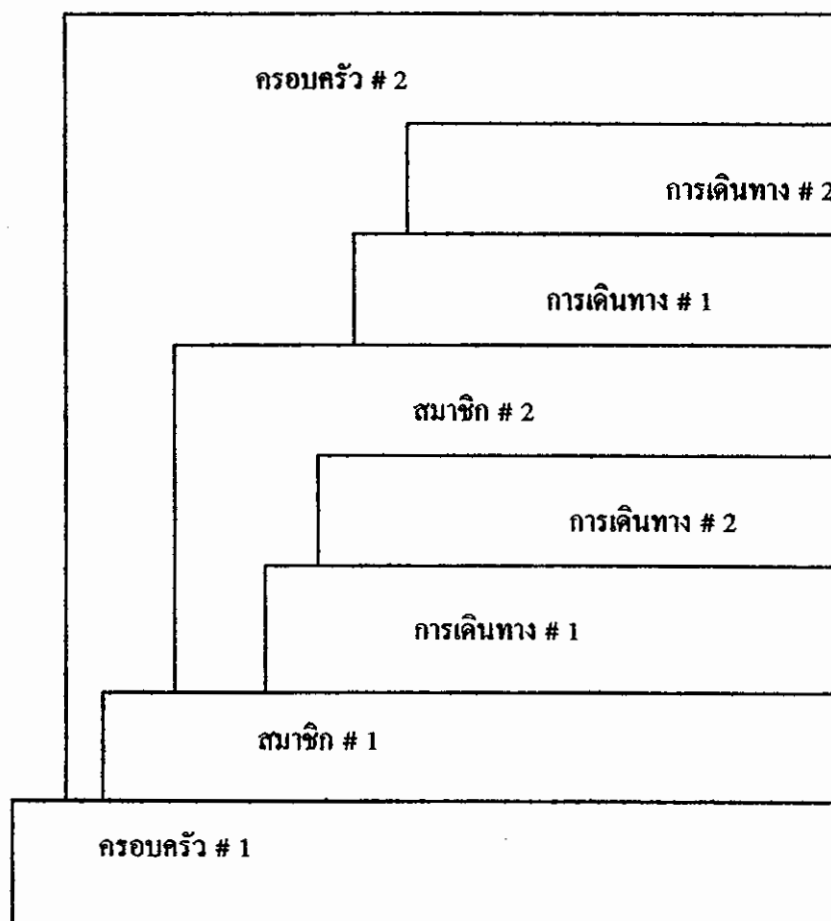 ครอบครัว # 2
การเดินทาง # 2
การเดินทาง # 1
สมาชิก # 2
การเดินทาง # 2
การเดินทาง # 1
สมาชิก # 1
ครอบครัว # 1